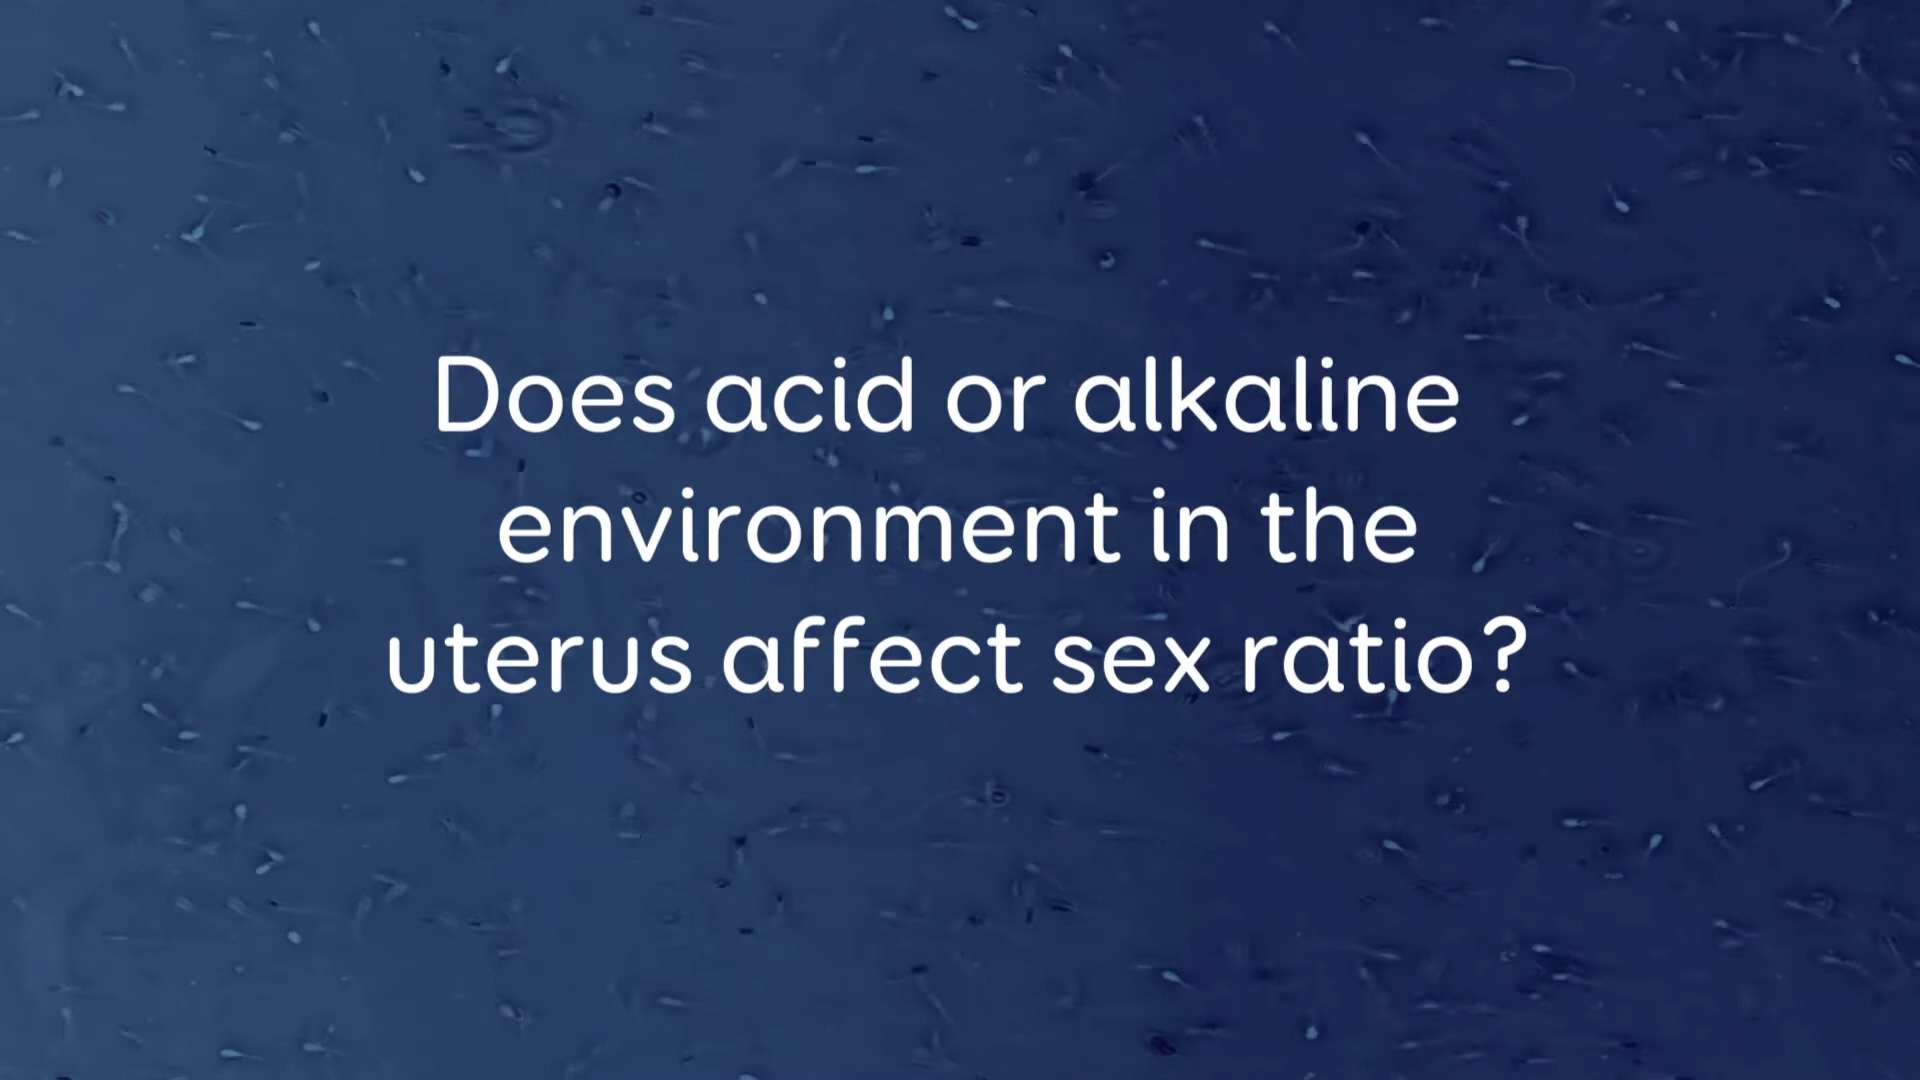 Does acid or alkaline
environment in the
uterus affect sex ratio?